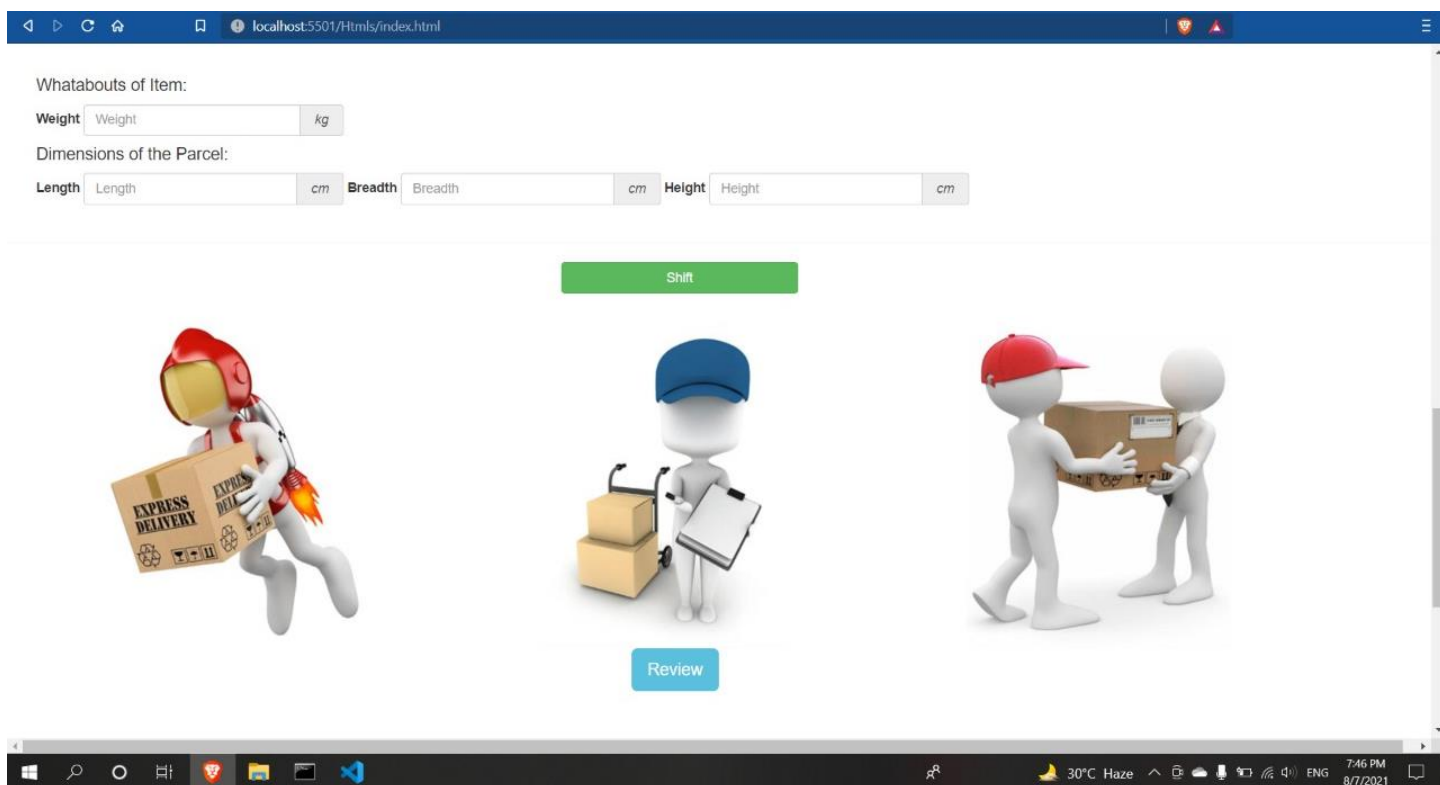 localhost:5501/Htmls/index.html
Whatabouts of Item:
Weight Weight kg
Dimensions of the Parcel:
Length Length cm Breadth Breadth cm Height Height cm
Shift
EXPRESS DELIVERY
EXPRESS
Review
30°C Haze ENG 7:46 PM
8/7/2021